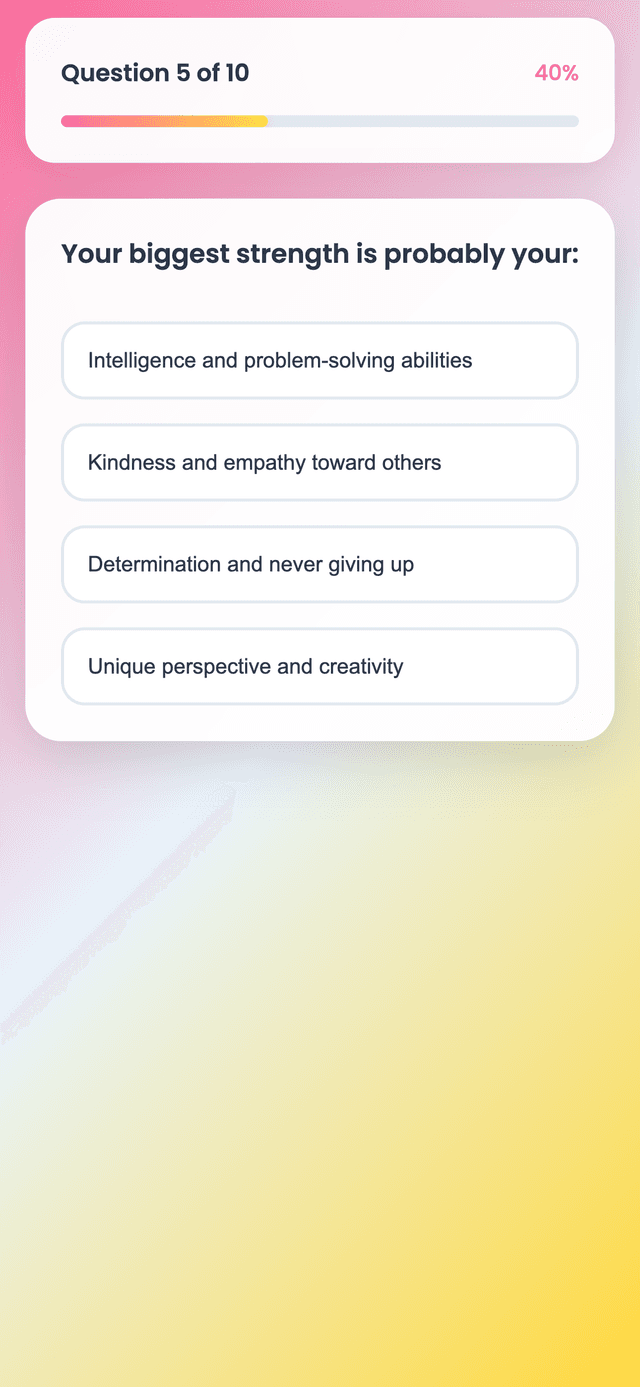 Question 5 of 10
40%
Your biggest strength is probably your:
Intelligence and problem-solving abilities
Kindness and empathy toward others
Determination and never giving up
Unique perspective and creativity